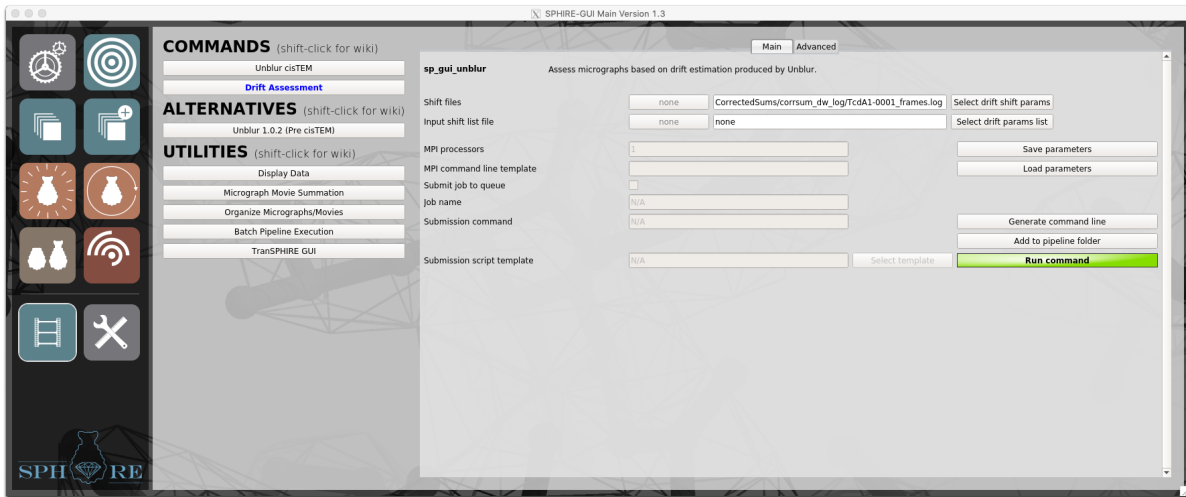 SPHIRE-GUI Main Version 1.3
COMMANDS (shift-click for wiki)
Unblur cisTEM
Drift Assessment
ALTERNATIVES (shift-click for wiki)
Unblur 1.0.2 (Pre cisTEM)
UTILITIES (shift-click for wiki)
Display Data
Micrograph Movie Summation
Organize Micrographs/Movies
Batch Pipeline Execution
TranSPHIRE GUI
SPH RE
Main Advanced
sp_gui_unblur Assess micrographs based on drift estimation produced by Unblur.
Shift files none CorrectedSums/corrsum_dw_log/TcdA1-0001_frames.log Select drift shift params
Input shift list file none none Select drift params list
MPI processors 1 Save parameters
MPI command line template Load parameters
Submit job to queue
Job name N/A
Submission command N/A Generate command line
Add to pipeline folder
Submission script template N/A Select template Run command